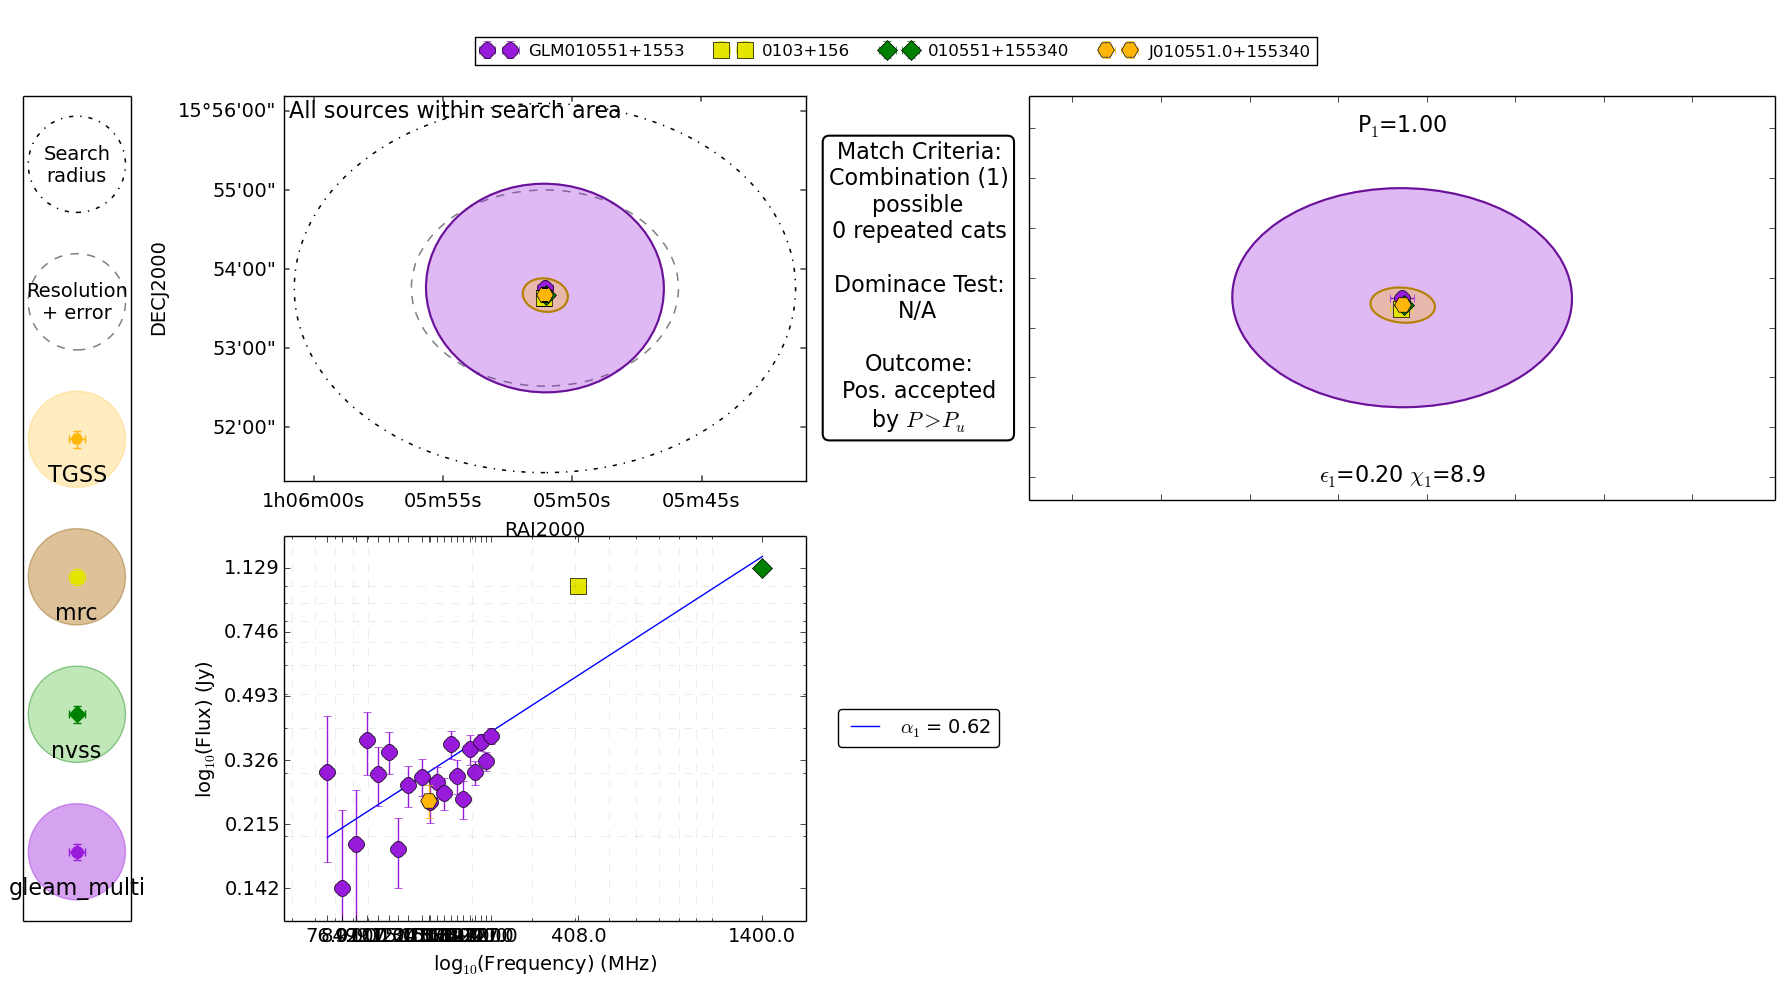 GLM010551+1553 0103+156 010551+155340 J010551.0+155340
Search
radius
Resolution
+ error
TGSS
mrc
nvss
gleam_multi
All sources within search area
15°56'00"
55'00"
54'00"
53'00"
52'00"
DECJ2000
1h06m00s 05m55s 05m50s 05m45s
RAJ2000
Match Criteria:
Combination (1)
possible
0 repeated cats
Dominace Test:
N/A
Outcome:
Pos. accepted
by P>Pu
P1=1.00
ϵ1=0.20 χ1=8.9
1.129
0.746
0.493
0.326
0.215
0.142
log10(Flux) (Jy)
408.0 1400.0
log10(Frequency) (MHz)
α1 = 0.62